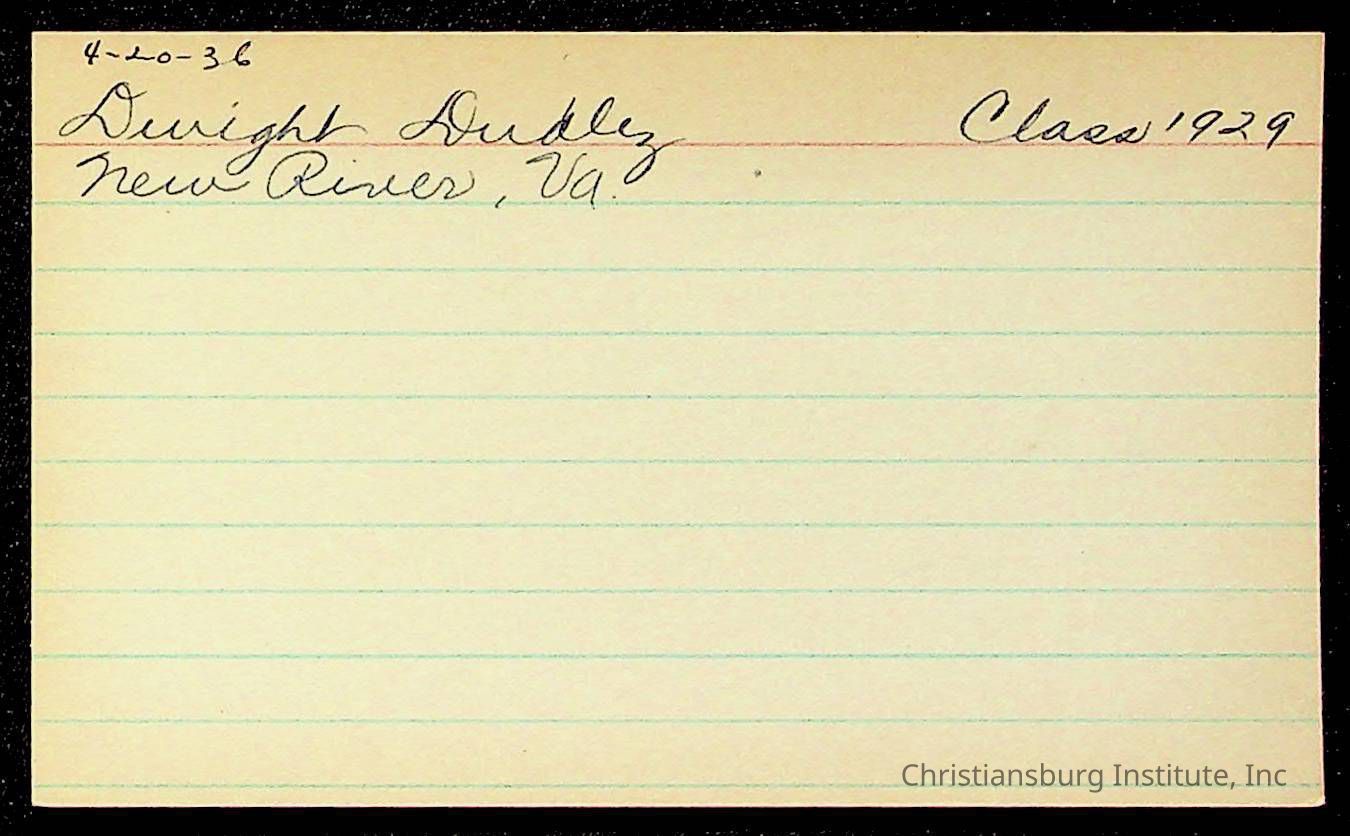 4-20-36
Dwight Dudley Class 1929
New River, Va.
Christiansburg Institute, Inc